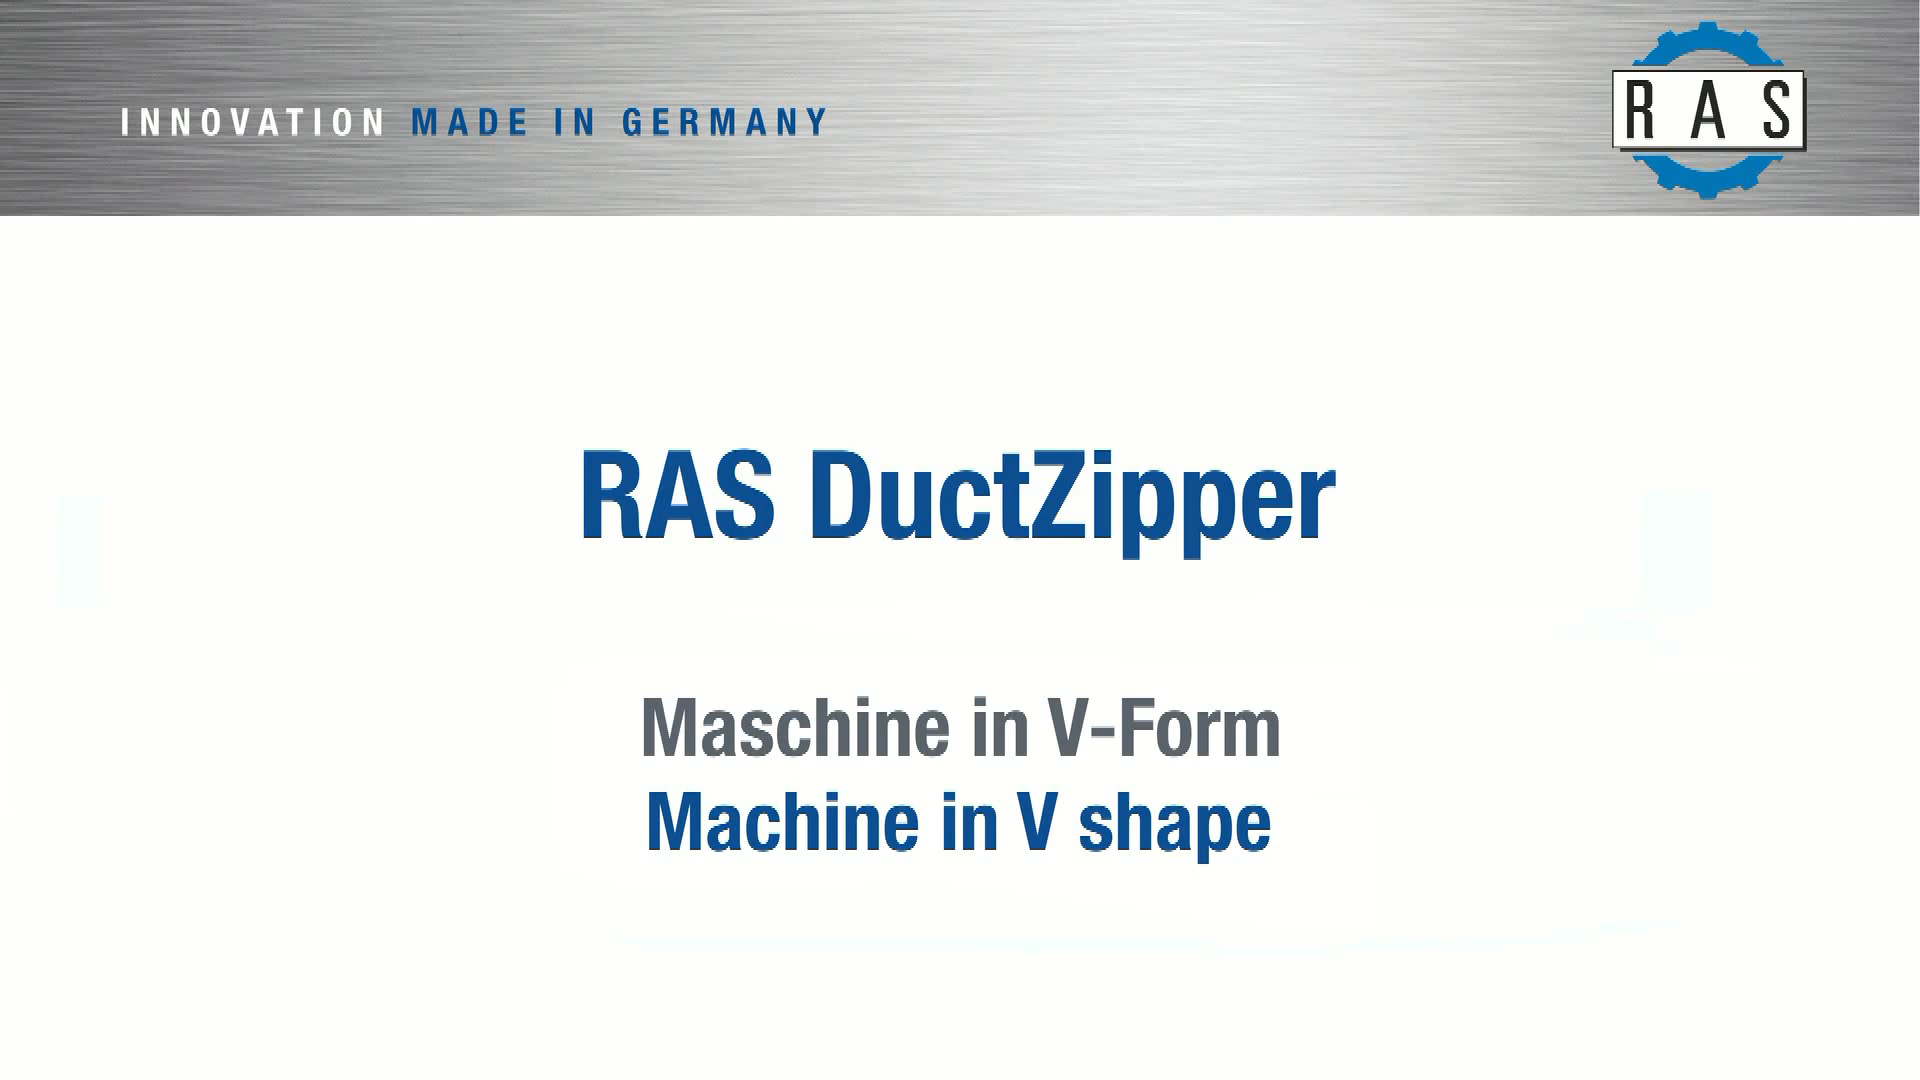 INNOVATION MADE IN GERMANY
RAS
RAS DuctZipper
Maschine in V-Form
Machine in V shape